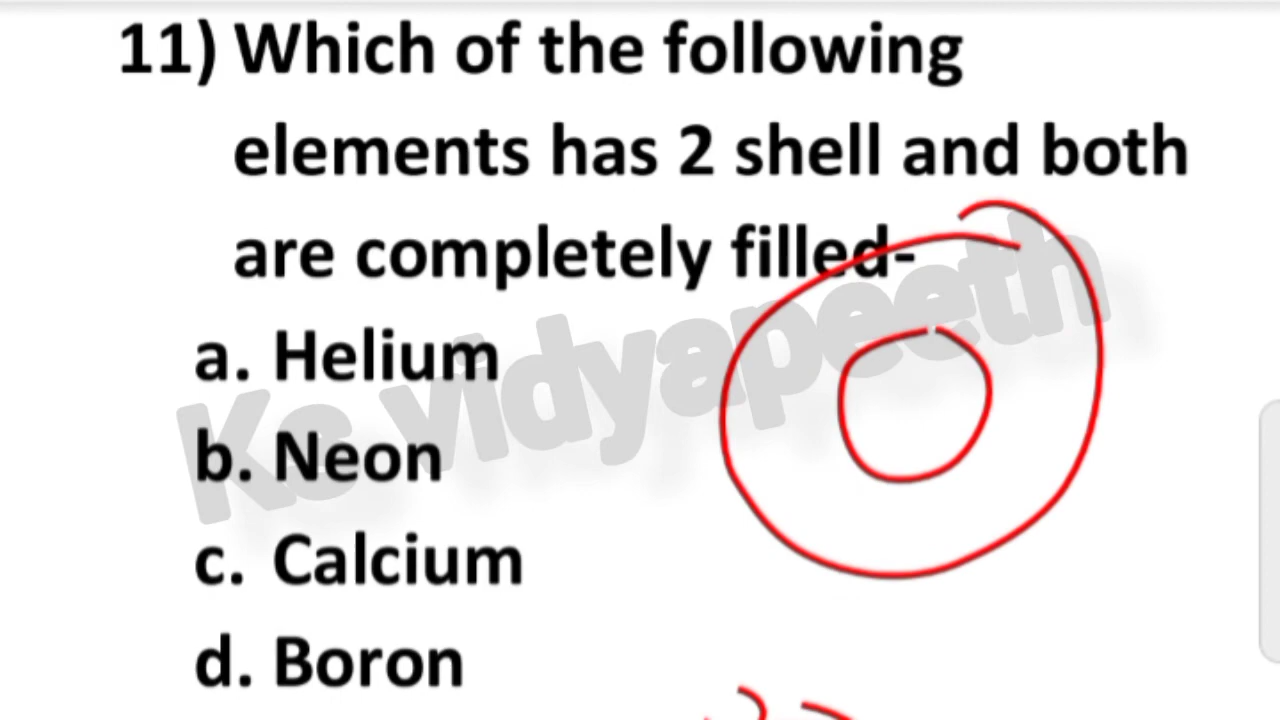 11) Which of the following
elements has 2 shell and both
are completely filled-
a. Helium
b. Neon
c. Calcium
d. Boron
Ks vidyapeeth